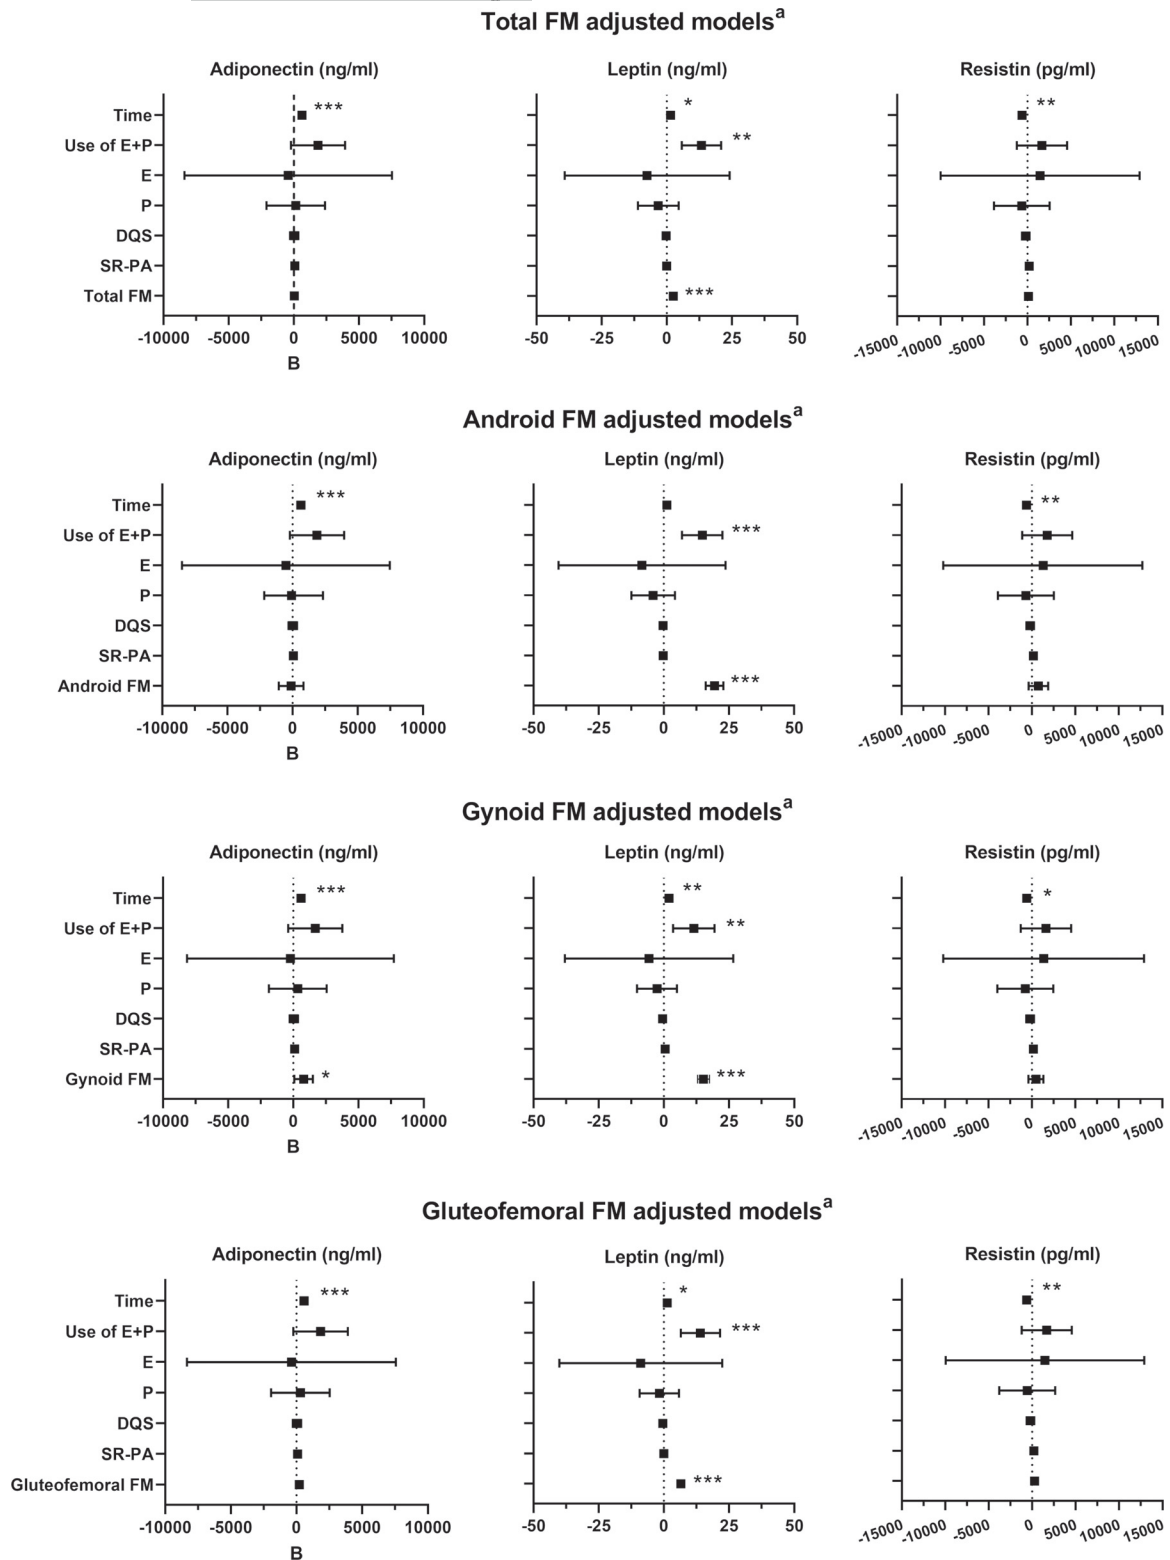 Total FM adjusted modelsa
Adiponectin (ng/ml) Leptin (ng/ml) Resistin (pg/ml)
Time *** * **
Use of E+P **
E
P
DQS
SR-PA
Total FM ***
-10000 -5000 0 5000 10000 -50 -25 0 25 50 -15000 -10000 -5000 0 5000 10000 15000
B
Android FM adjusted modelsa
Adiponectin (ng/ml) Leptin (ng/ml) Resistin (pg/ml)
Time *** **
Use of E+P ***
E
P
DQS
SR-PA
Android FM ***
-10000 -5000 0 5000 10000 -50 -25 0 25 50 -15000 -10000 -5000 0 5000 10000 15000
B
Gynoid FM adjusted modelsa
Adiponectin (ng/ml) Leptin (ng/ml) Resistin (pg/ml)
Time *** ** *
Use of E+P **
E
P
DQS
SR-PA
Gynoid FM * ***
-10000 -5000 0 5000 10000 -50 -25 0 25 50 -15000 -10000 -5000 0 5000 10000 15000
B
Gluteofemoral FM adjusted modelsa
Adiponectin (ng/ml) Leptin (ng/ml) Resistin (pg/ml)
Time *** * **
Use of E+P ***
E
P
DQS
SR-PA
Gluteofemoral FM ***
-10000 -5000 0 5000 10000 -50 -25 0 25 50 -15000 -10000 -5000 0 5000 10000 15000
B